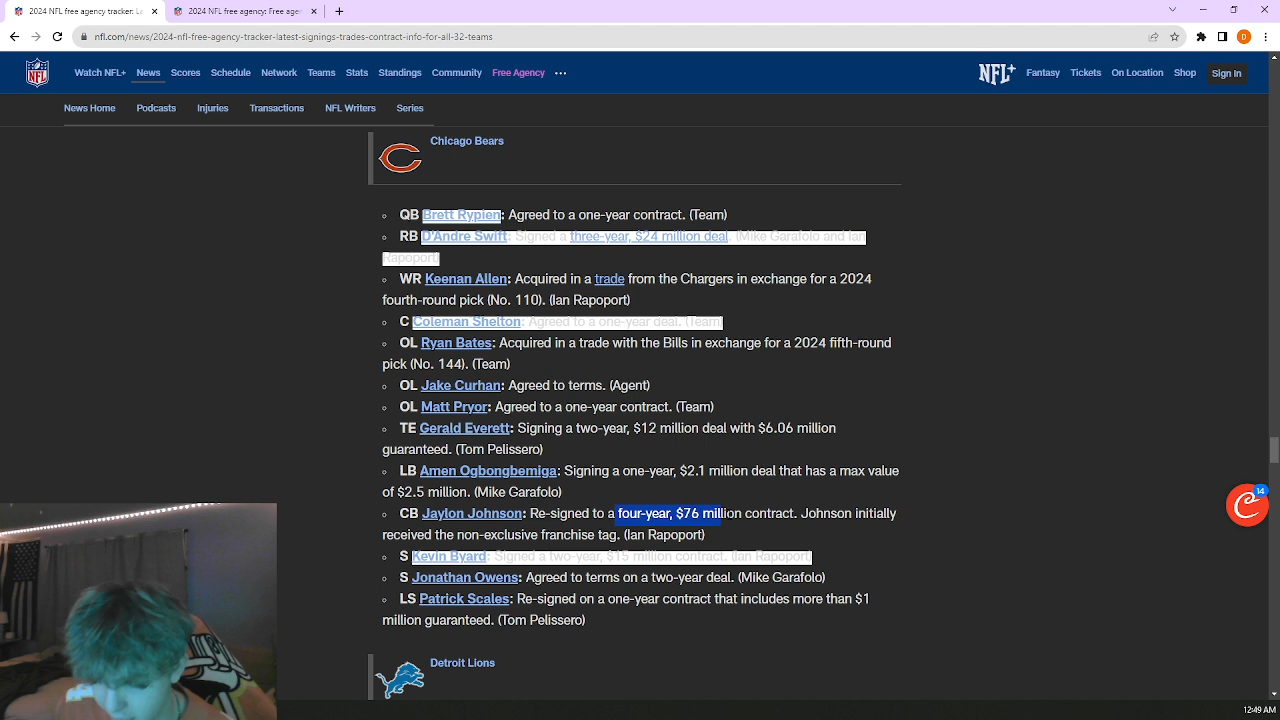 2024 NFL free agency tracker: La
2024 NFL free agency: Free age
nfl.com/news/2024-nfl-free-agency-tracker-latest-signings-trades-contract-info-for-all-32-teams
D
NFL
Watch NFL+ News Scores Schedule Network Teams Stats Standings Community Free Agency
NFL+ Fantasy Tickets On Location Shop Sign In
News Home Podcasts Injuries Transactions NFL Writers Series
Chicago Bears
QB Brett Rypien: Agreed to a one-year contract. (Team)
RB D'Andre Swift: Signed a three-year, $24 million deal. (Mike Garafolo and Ian
Rapoport)
WR Keenan Allen: Acquired in a trade from the Chargers in exchange for a 2024
fourth-round pick (No. 110). (Ian Rapoport)
C Coleman Shelton: Agreed to a one-year deal. (Team)
OL Ryan Bates: Acquired in a trade with the Bills in exchange for a 2024 fifth-round
pick (No. 144). (Team)
OL Jake Curhan: Agreed to terms. (Agent)
OL Matt Pryor: Agreed to a one-year contract. (Team)
TE Gerald Everett: Signing a two-year, $12 million deal with $6.06 million
guaranteed. (Tom Pelissero)
LB Amen Ogbongbemiga: Signing a one-year, $2.1 million deal that has a max value
of $2.5 million. (Mike Garafolo)
14
CB Jaylon Johnson: Re-signed to a four-year, $76 million contract. Johnson initially
received the non-exclusive franchise tag. (Ian Rapoport)
S Kevin Byard: Signed a two-year, $15 million contract. (Ian Rapoport)
S Jonathan Owens: Agreed to terms on a two-year deal. (Mike Garafolo)
LS Patrick Scales: Re-signed on a one-year contract that includes more than $1
million guaranteed. (Tom Pelissero)
Detroit Lions
12:49 AM